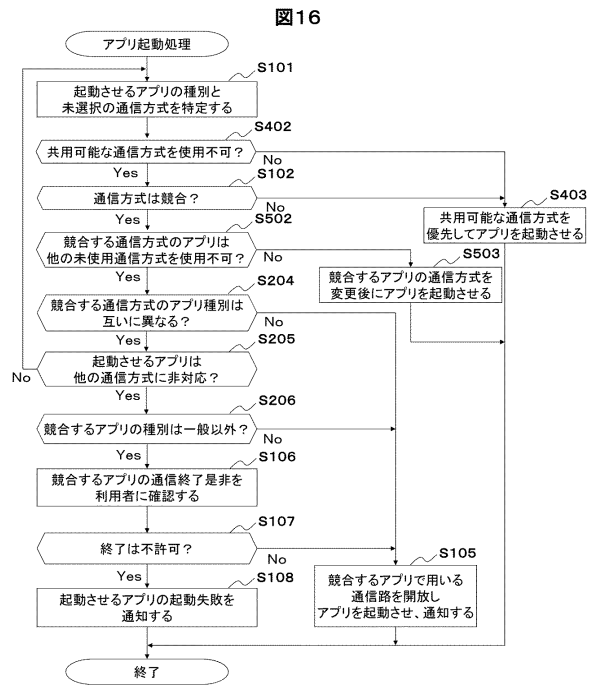 図16
アプリ起動処理
S101
起動させるアプリの種別と
未選択の通信方式を特定する
S402
共用可能な通信方式を使用不可？
No
Yes
S102
通信方式は競合？
No
Yes
S403
共用可能な通信方式を
優先してアプリを起動させる
S502
競合する通信方式のアプリは
他の未使用通信方式を使用不可？
No
Yes
S503
競合するアプリの通信方式を
変更後にアプリを起動させる
S204
競合する通信方式のアプリ種別は
互いに異なる？
No
Yes
S205
起動させるアプリは
他の通信方式に非対応？
No
Yes
S206
競合するアプリの種別は一般以外？
No
Yes
S106
競合するアプリの通信終了是非を
利用者に確認する
S107
終了は不許可？
No
Yes
S105
競合するアプリで用いる
通信路を開放し
アプリを起動させ、通知する
S108
起動させるアプリの起動失敗を
通知する
終了